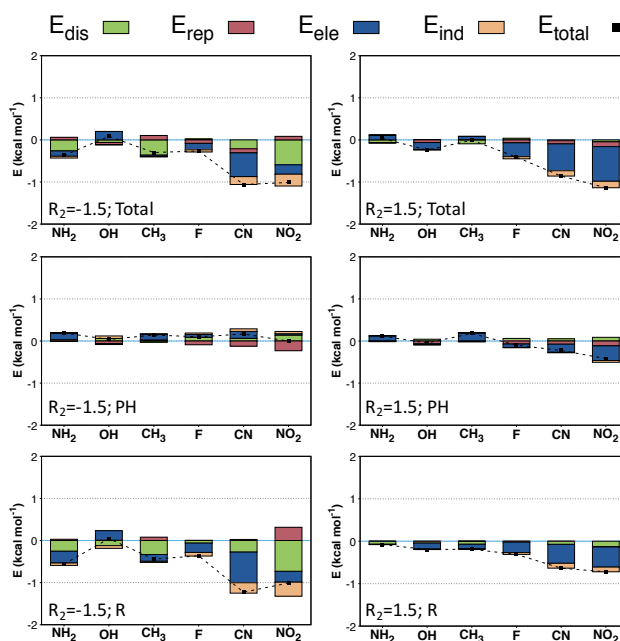 E_dis E_rep E_ele E_ind E_total
E (kcal mol⁻¹)
2
1
0
-1
-2
R₂=-1.5; Total
NH₂ OH CH₃ F CN NO₂
E (kcal mol⁻¹)
2
1
0
-1
-2
R₂=1.5; Total
NH₂ OH CH₃ F CN NO₂
E (kcal mol⁻¹)
2
1
0
-1
-2
R₂=-1.5; PH
NH₂ OH CH₃ F CN NO₂
E (kcal mol⁻¹)
2
1
0
-1
-2
R₂=1.5; PH
NH₂ OH CH₃ F CN NO₂
E (kcal mol⁻¹)
2
1
0
-1
-2
R₂=-1.5; R
NH₂ OH CH₃ F CN NO₂
E (kcal mol⁻¹)
2
1
0
-1
-2
R₂=1.5; R
NH₂ OH CH₃ F CN NO₂